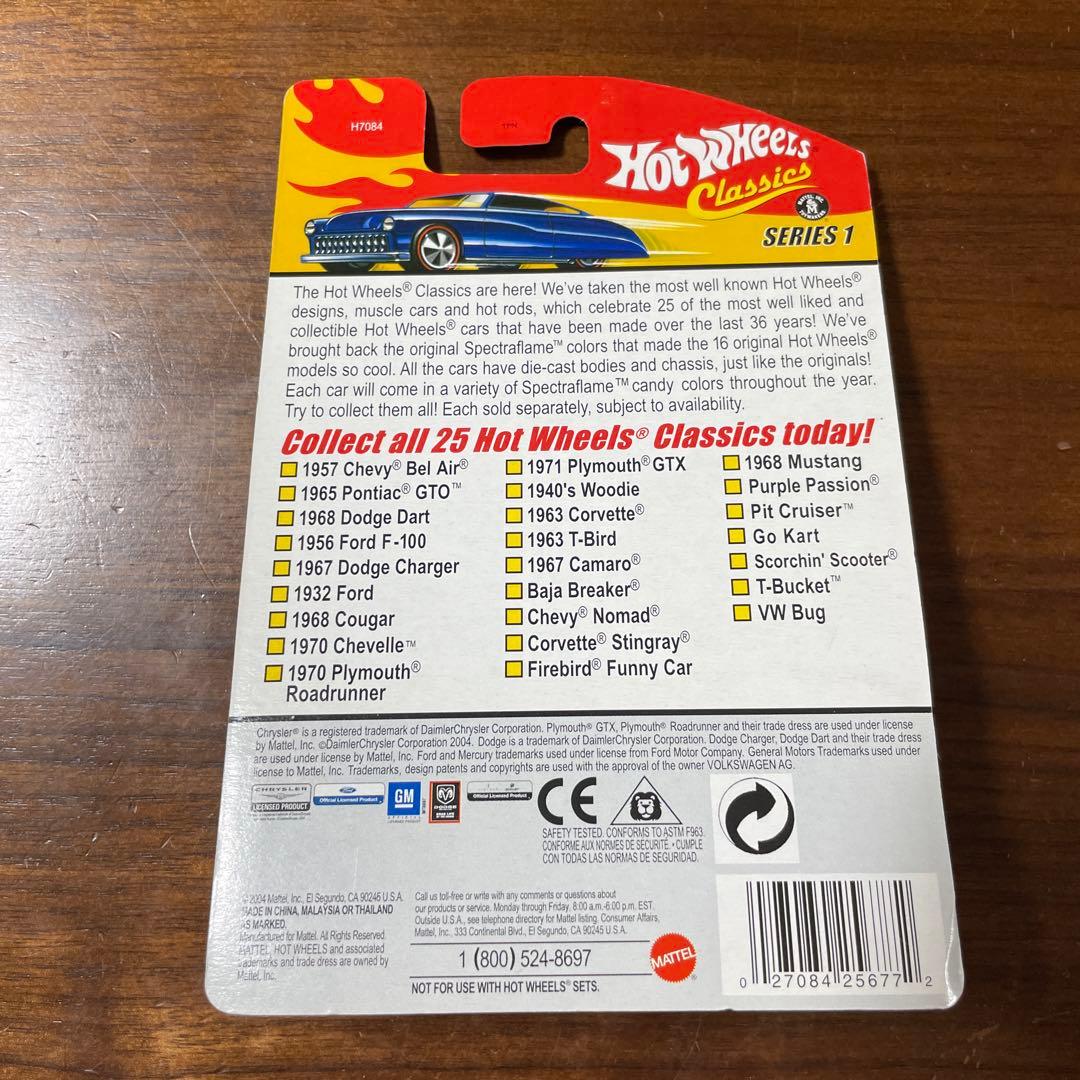 H7084
HOT WHEELS
Classics
SERIES 1
The Hot Wheels® Classics are here! We've taken the most well known Hot Wheels®
designs, muscle cars and hot rods, which celebrate 25 of the most well liked and
collectible Hot Wheels® cars that have been made over the last 36 years! We've
brought back the original Spectraflame™ colors that made the 16 original Hot Wheels®
models so cool. All the cars have die-cast bodies and chassis, just like the originals!
Each car will come in a variety of Spectraflame™ candy colors throughout the year.
Try to collect them all! Each sold separately, subject to availability.
Collect all 25 Hot Wheels® Classics today!
1957 Chevy® Bel Air®
1965 Pontiac® GTO™
1968 Dodge Dart
1956 Ford F-100
1967 Dodge Charger
1932 Ford
1968 Cougar
1970 Chevelle™
1970 Plymouth®
Roadrunner
1971 Plymouth® GTX
1940's Woodie
1963 Corvette®
1963 T-Bird
1967 Camaro®
Baja Breaker®
Chevy® Nomad®
Corvette® Stingray®
Firebird® Funny Car
1968 Mustang
Purple Passion®
Pit Cruiser™
Go Kart
Scorchin' Scooter®
T-Bucket™
VW Bug
Chrysler® is a registered trademark of DaimlerChrysler Corporation. Plymouth® GTX, Plymouth® Roadrunner and their trade dress are used under license
by Mattel, Inc. ©DaimlerChrysler Corporation 2004. Dodge is a trademark of DaimlerChrysler Corporation. Dodge Charger, Dodge Dart and their trade dress
are used under license by Mattel, Inc. Ford and Mercury trademarks used under license from Ford Motor Company. General Motors Trademarks used under
license to Mattel, Inc. Trademarks, design patents and copyrights are used with the approval of the owner VOLKSWAGEN AG.
CHRYSLER
LICENSED PRODUCT
Official Licensed Product
GM
DODGE
Official Licensed Product
CE
SAFETY TESTED. CONFORMS TO ASTM F963.
CONFORME AUX NORMES DE SÉCURITÉ. • CUMPLE
CON TODAS LAS NORMAS DE SEGURIDAD.
© 2004 Mattel, Inc., El Segundo, CA 90245 U.S.A.
MADE IN CHINA, MALAYSIA OR THAILAND
AS MARKED.
Manufactured for Mattel. All Rights Reserved.
MATTEL, HOT WHEELS and associated
trademarks and trade dress are owned by
Mattel, Inc.
Call us toll-free or write with any comments or questions about
our products or service. Monday through Friday, 8:00 a.m.-6:00 p.m. EST.
Outside U.S.A., see telephone directory for Mattel listing. Consumer Affairs,
Mattel, Inc., 333 Continental Blvd., El Segundo, CA 90245 U.S.A.
1 (800) 524-8697
NOT FOR USE WITH HOT WHEELS® SETS.
MATTEL
0 27084 25677 2